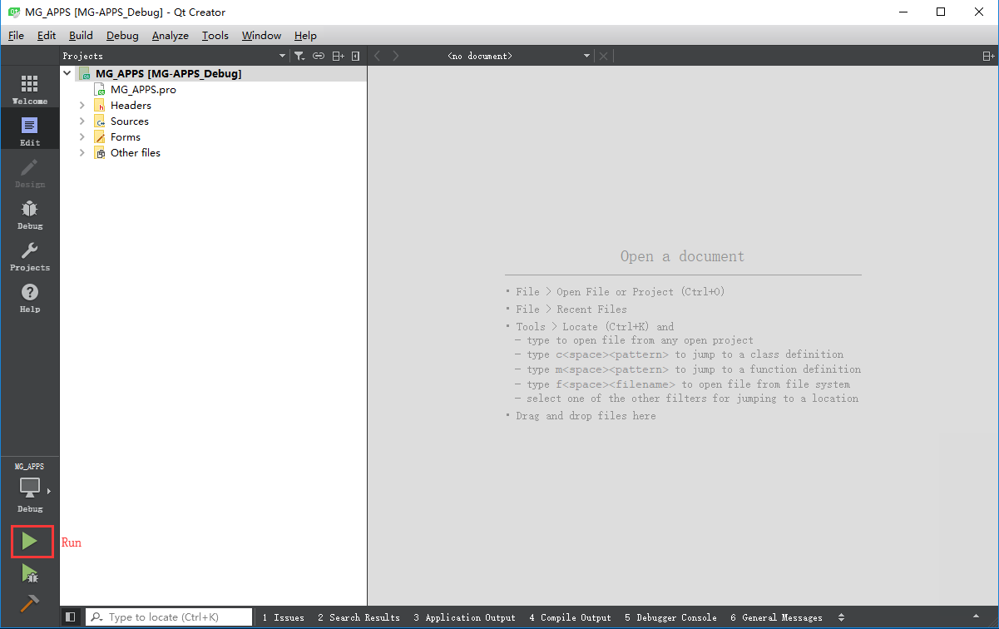 MG_APPS [MG-APPS_Debug] - Qt Creator
File Edit Build Debug Analyze Tools Window Help
Projects
<no document>
Welcome
Edit
Design
Debug
Projects
Help
MG_APPS [MG-APPS_Debug]
MG_APPS.pro
Headers
Sources
Forms
Other files
Open a document
• File > Open File or Project (Ctrl+O)
• File > Recent Files
• Tools > Locate (Ctrl+K) and
- type to open file from any open project
- type c<space><pattern> to jump to a class definition
- type m<space><pattern> to jump to a function definition
- type f<space><filename> to open file from file system
- select one of the other filters for jumping to a location
• Drag and drop files here
MG_APPS
Debug
Run
Type to locate (Ctrl+K) 1 Issues 2 Search Results 3 Application Output 4 Compile Output 5 Debugger Console 6 General Messages